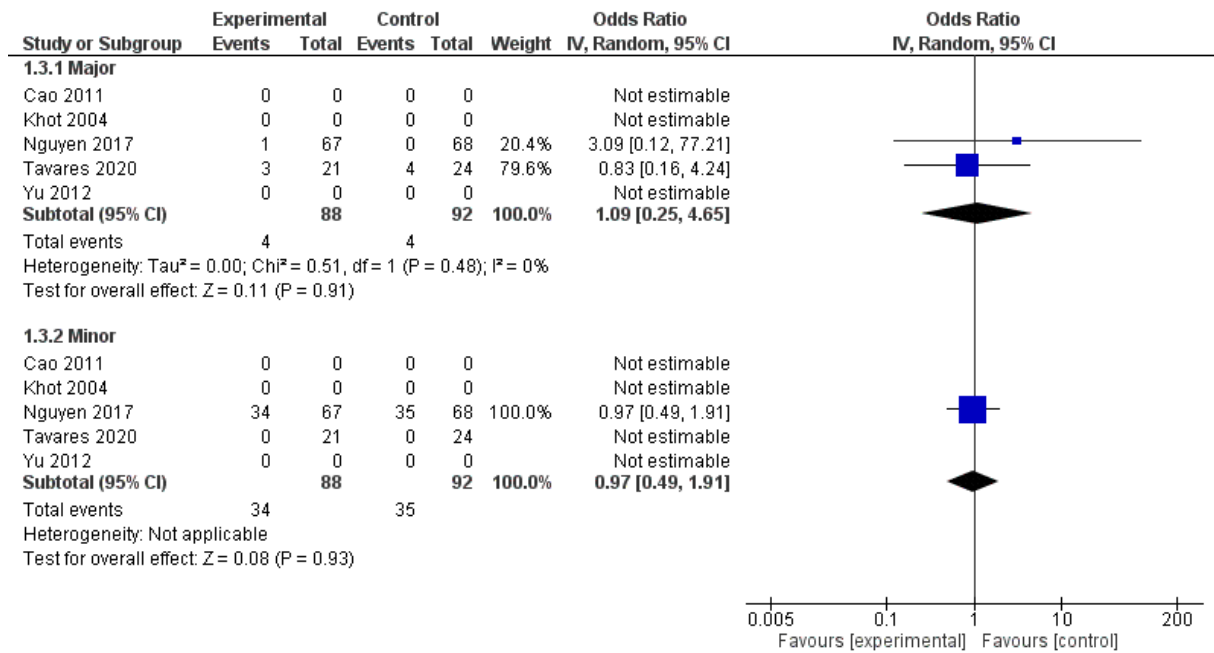 Experimental Control Odds Ratio Odds Ratio
Study or Subgroup Events Total Events Total Weight IV, Random, 95% CI IV, Random, 95% CI
1.3.1 Major
Cao 2011 0 0 0 0 Not estimable
Khot 2004 0 0 0 0 Not estimable
Nguyen 2017 1 67 0 68 20.4% 3.09 [0.12, 77.21]
Tavares 2020 3 21 4 24 79.6% 0.83 [0.16, 4.24]
Yu 2012 0 0 0 0 Not estimable
Subtotal (95% CI) 88 92 100.0% 1.09 [0.25, 4.65]
Total events 4 4
Heterogeneity: Tau² = 0.00; Chi² = 0.51, df = 1 (P = 0.48); I² = 0%
Test for overall effect: Z = 0.11 (P = 0.91)
1.3.2 Minor
Cao 2011 0 0 0 0 Not estimable
Khot 2004 0 0 0 0 Not estimable
Nguyen 2017 34 67 35 68 100.0% 0.97 [0.49, 1.91]
Tavares 2020 0 21 0 24 Not estimable
Yu 2012 0 0 0 0 Not estimable
Subtotal (95% CI) 88 92 100.0% 0.97 [0.49, 1.91]
Total events 34 35
Heterogeneity: Not applicable
Test for overall effect: Z = 0.08 (P = 0.93)
0.005 0.1 1 10 200
Favours [experimental] Favours [control]